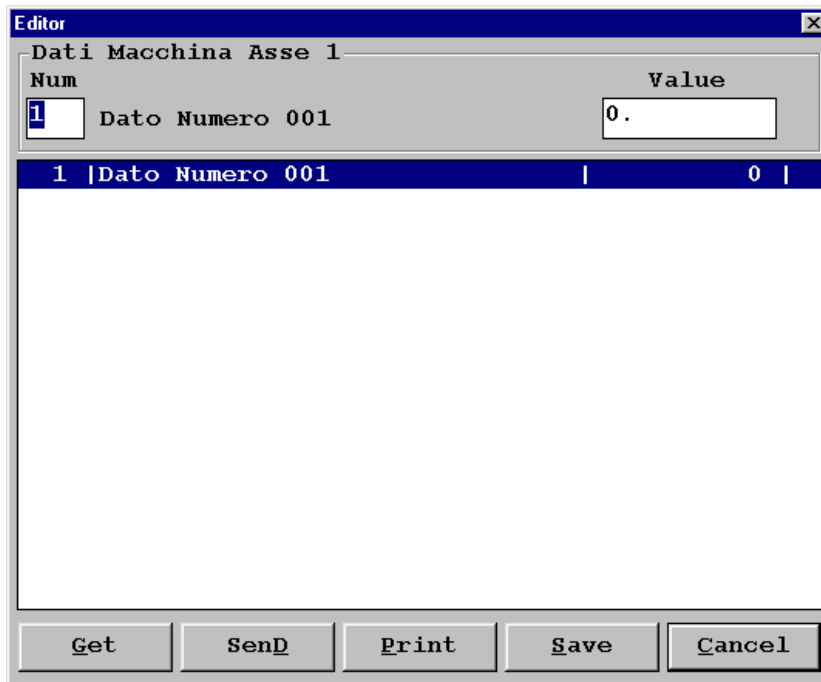 Editor
Dati Macchina Asse 1
Num Value
1 Dato Numero 001 0.
1 |Dato Numero 001 | 0 |
Get SenD Print Save Cancel